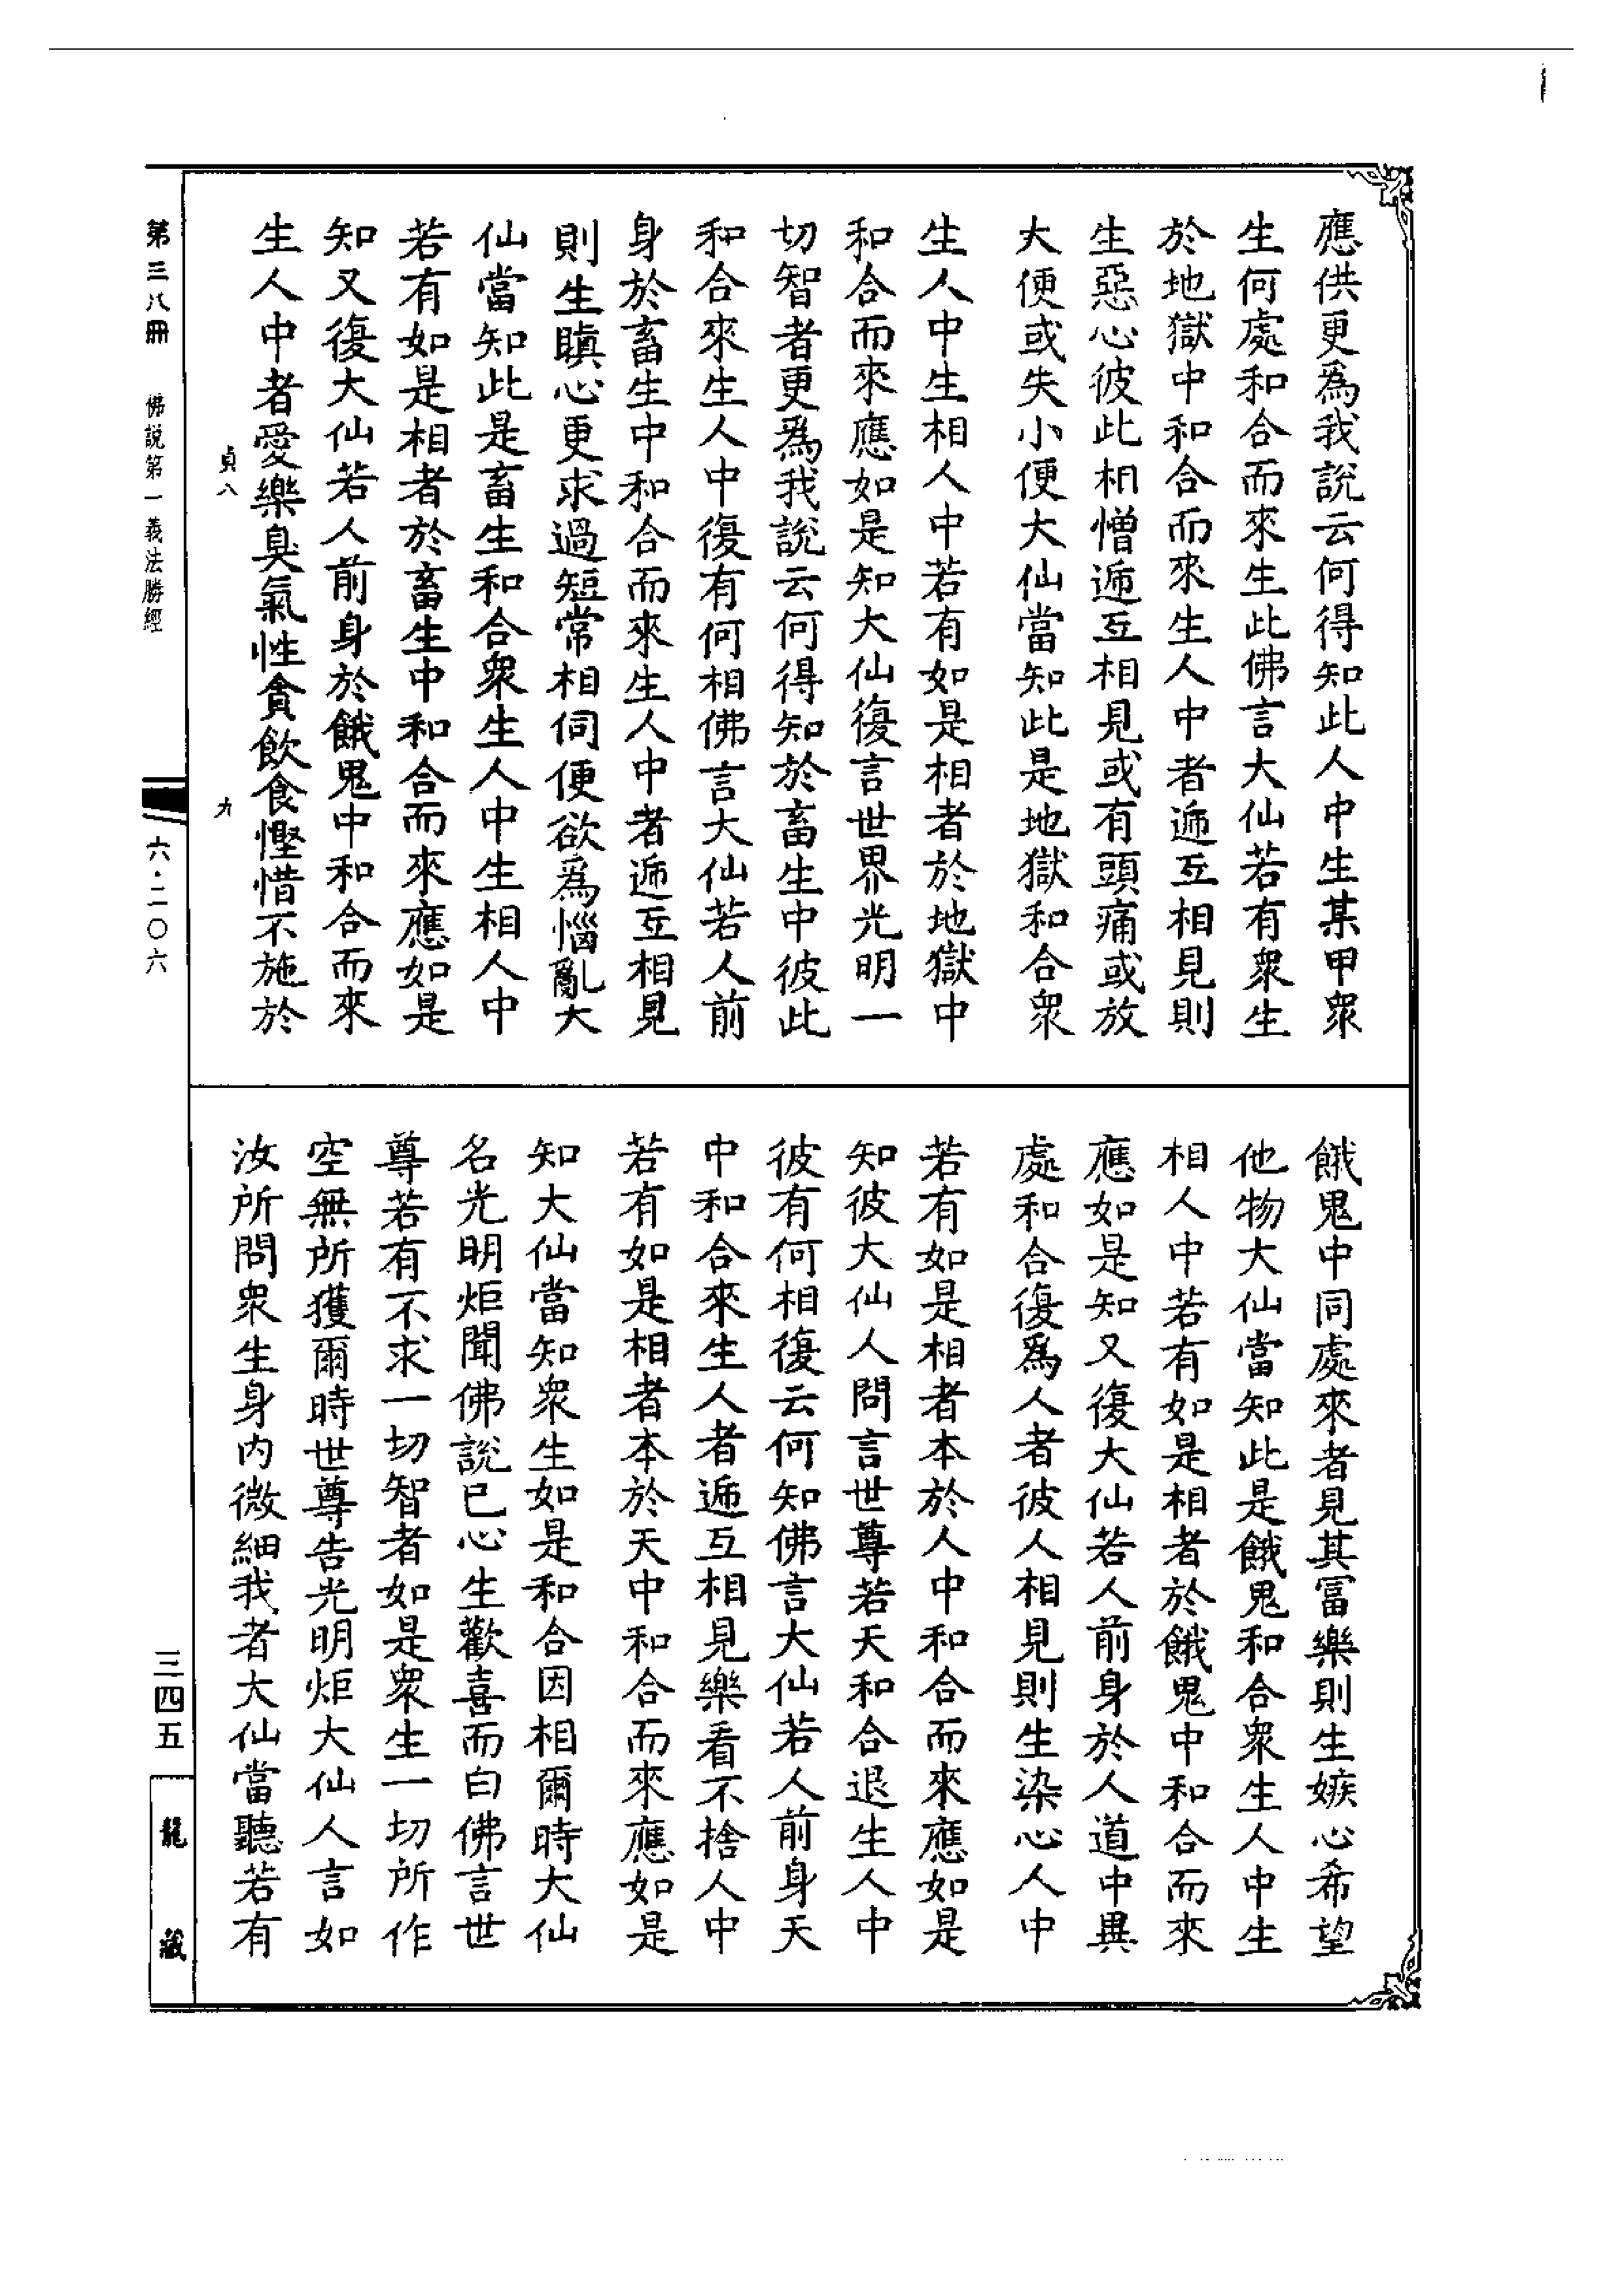 應供更爲我說云何得知此人中生某甲衆
生何處和合而來生此佛言大仙若有衆生
於地獄中和合而來生人中者遞互相見則
生惡心彼此相憎遞互相見或有頭痛或放
大便或失小便大仙當知此是地獄和合衆
生人中生相人中若有如是相者於地獄中
和合而來應如是知大仙復言世界光明一
切智者更爲我說云何得知於畜生中彼此
和合來生人中復有何相佛言大仙若人前
身於畜生中和合而來生人中者遞互相見
則生瞋心更求過短常相伺便欲爲惱亂大
仙當知此是畜生和合衆生人中生相人中
若有如是相者於畜生中和合而來應如是
知又復大仙若人前身於餓鬼中和合而來
生人中者愛樂臭氣性貪飲食慳惜不施於
餓鬼中同處來者見其富樂則生嫉心希望
他物大仙當知此是餓鬼和合衆生人中生
相人中若有如是相者於餓鬼中和合而來
應如是知又復大仙若人前身於人道中異
處和合復爲人者彼人相見則生染心人中
若有如是相者本於人中和合而來應如是
知彼大仙人問言世尊若天和合退生人中
彼有何相復云何知佛言大仙若人前身天
中和合來生人者遞互相見樂看不捨人中
若有如是相者本於天中和合而來應如是
知大仙當知衆生如是和合因相爾時大仙
名光明炬聞佛說已心生歡喜而白佛言世
尊若有不求一切智者如是衆生一切所作
空無所獲爾時世尊告光明炬大仙人言如
汝所問衆生身内微細我者大仙當聽若有
第三八冊 佛說第一義法勝經
貞八 九
六·二〇六
三四五
龍藏